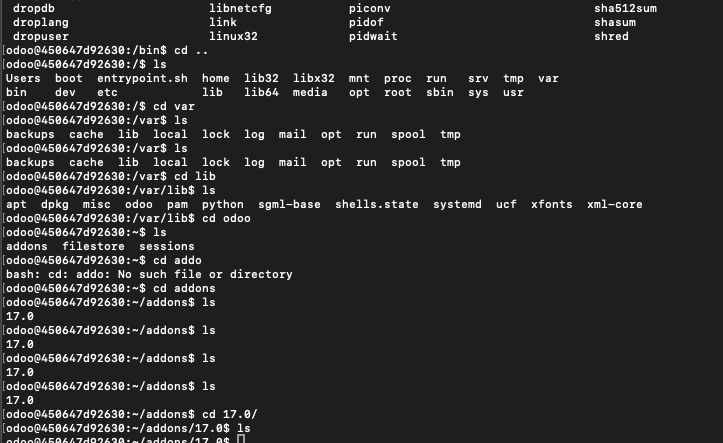 dropdb libnetcfg piconv sha512sum
droplang link pidof shasum
dropuser linux32 pidwait shred
[odoo@450647d92630:/bin$ cd ..
[odoo@450647d92630:/$ ls
Users boot entrypoint.sh home lib32 libx32 mnt proc run srv tmp var
bin dev etc lib lib64 media opt root sbin sys usr
[odoo@450647d92630:/$ cd var
[odoo@450647d92630:/var$ ls
backups cache lib local lock log mail opt run spool tmp
[odoo@450647d92630:/var$ ls
backups cache lib local lock log mail opt run spool tmp
[odoo@450647d92630:/var$ cd lib
[odoo@450647d92630:/var/lib$ ls
apt dpkg misc odoo pam python sgml-base shells.state systemd ucf xfonts xml-core
[odoo@450647d92630:/var/lib$ cd odoo
[odoo@450647d92630:~$ ls
addons filestore sessions
[odoo@450647d92630:~$ cd addo
bash: cd: addo: No such file or directory
[odoo@450647d92630:~$ cd addons
[odoo@450647d92630:~/addons$ ls
17.0
[odoo@450647d92630:~/addons$ ls
17.0
[odoo@450647d92630:~/addons$ ls
17.0
[odoo@450647d92630:~/addons$ ls
17.0
[odoo@450647d92630:~/addons$ cd 17.0/
[odoo@450647d92630:~/addons/17.0$ ls
odoo@450647d92630:~/addons/17.0$